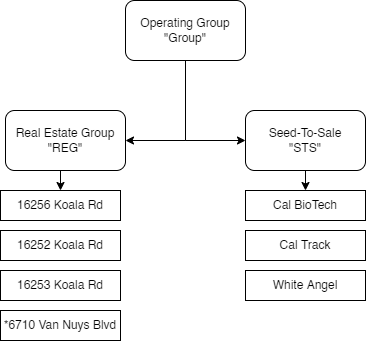 Operating Group
"Group"
Real Estate Group
"REG"
Seed-To-Sale
"STS"
16256 Koala Rd
16252 Koala Rd
16253 Koala Rd
*6710 Van Nuys Blvd
Cal BioTech
Cal Track
White Angel